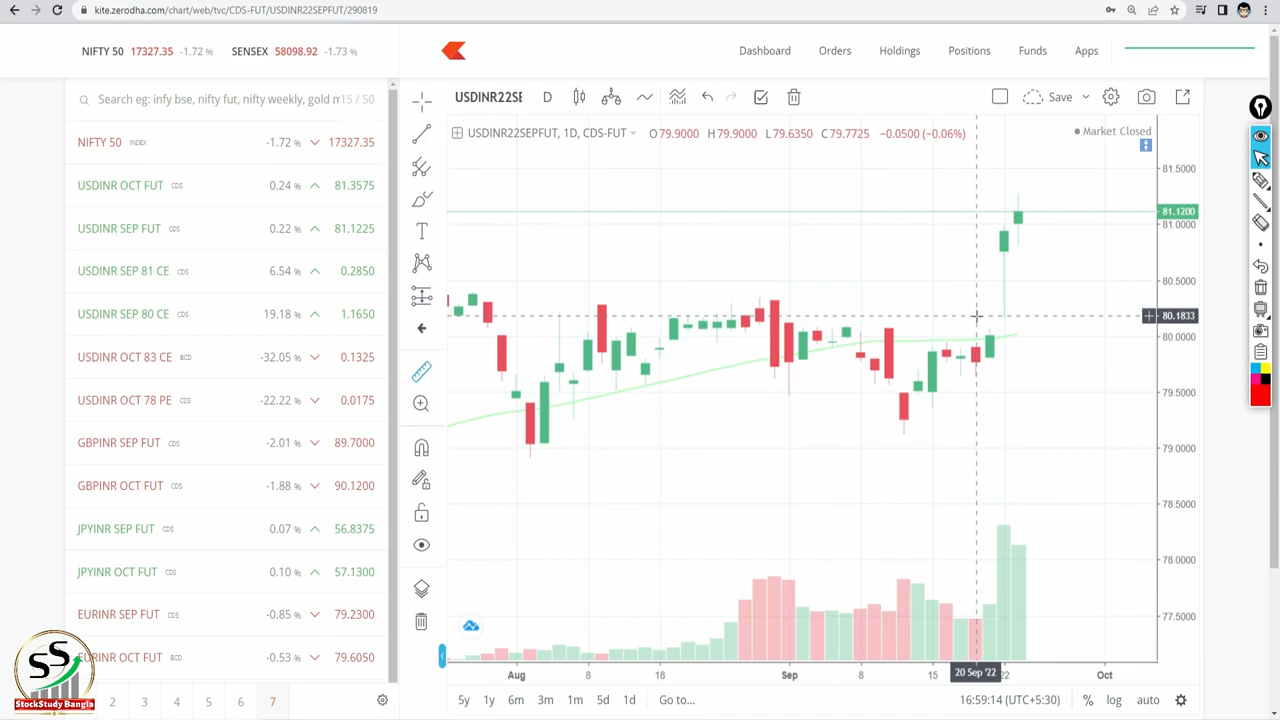 kite.zerodha.com/chart/web/tvc/CDS-FUT/USDINR22SEPFUT/290819
NIFTY 50 17327.35 -1.72 % SENSEX 58098.92 -1.73 %
Dashboard Orders Holdings Positions Funds Apps
Search eg: infy bse, nifty fut, nifty weekly, gold m 15 / 50
USDINR22SE D Save
USDINR22SEPFUT, 1D, CDS-FUT O79.9000 H79.9000 L79.6350 C79.7725 −0.0500 (−0.06%) Market Closed
NIFTY 50 INDEX -1.72 % 17327.35
USDINR OCT FUT CDS 0.24 % 81.3575
USDINR SEP FUT CDS 0.22 % 81.1225
USDINR SEP 81 CE CDS 6.54 % 0.2850
USDINR SEP 80 CE CDS 19.18 % 1.1650
USDINR OCT 83 CE BCD -32.05 % 0.1325
USDINR OCT 78 PE CDS -22.22 % 0.0175
GBPINR SEP FUT CDS -2.01 % 89.7000
GBPINR OCT FUT CDS -1.88 % 90.1200
JPYINR SEP FUT CDS 0.07 % 56.8375
JPYINR OCT FUT CDS 0.10 % 57.1300
EURINR SEP FUT CDS -0.85 % 79.2300
EURINR OCT FUT BCD -0.53 % 79.6050
2 3 4 5 6 7
81.5000
81.1200
81.0000
80.5000
80.1833
80.0000
79.5000
79.0000
78.5000
78.0000
77.5000
Aug 8 18 Sep 8 15 20 Sep '22 22 Oct
5y 1y 6m 3m 1m 5d 1d Go to... 16:59:14 (UTC+5:30) % log auto
SS
StockStudy Bangla